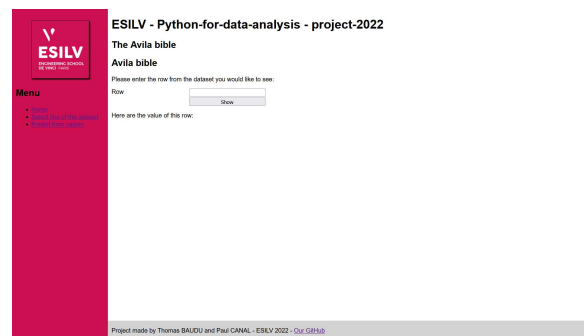 ESILV
ENGINEERING SCHOOL
DE VINCI PARIS
Menu
Home
Select row of the dataset
Predict from values
ESILV - Python-for-data-analysis - project-2022
The Avila bible
Avila bible
Please enter the row from the dataset you would like to see:
Row
Show
Here are the value of this row:
Project made by Thomas BAUDU and Paul CANAL - ESILV 2022 - Our GitHub